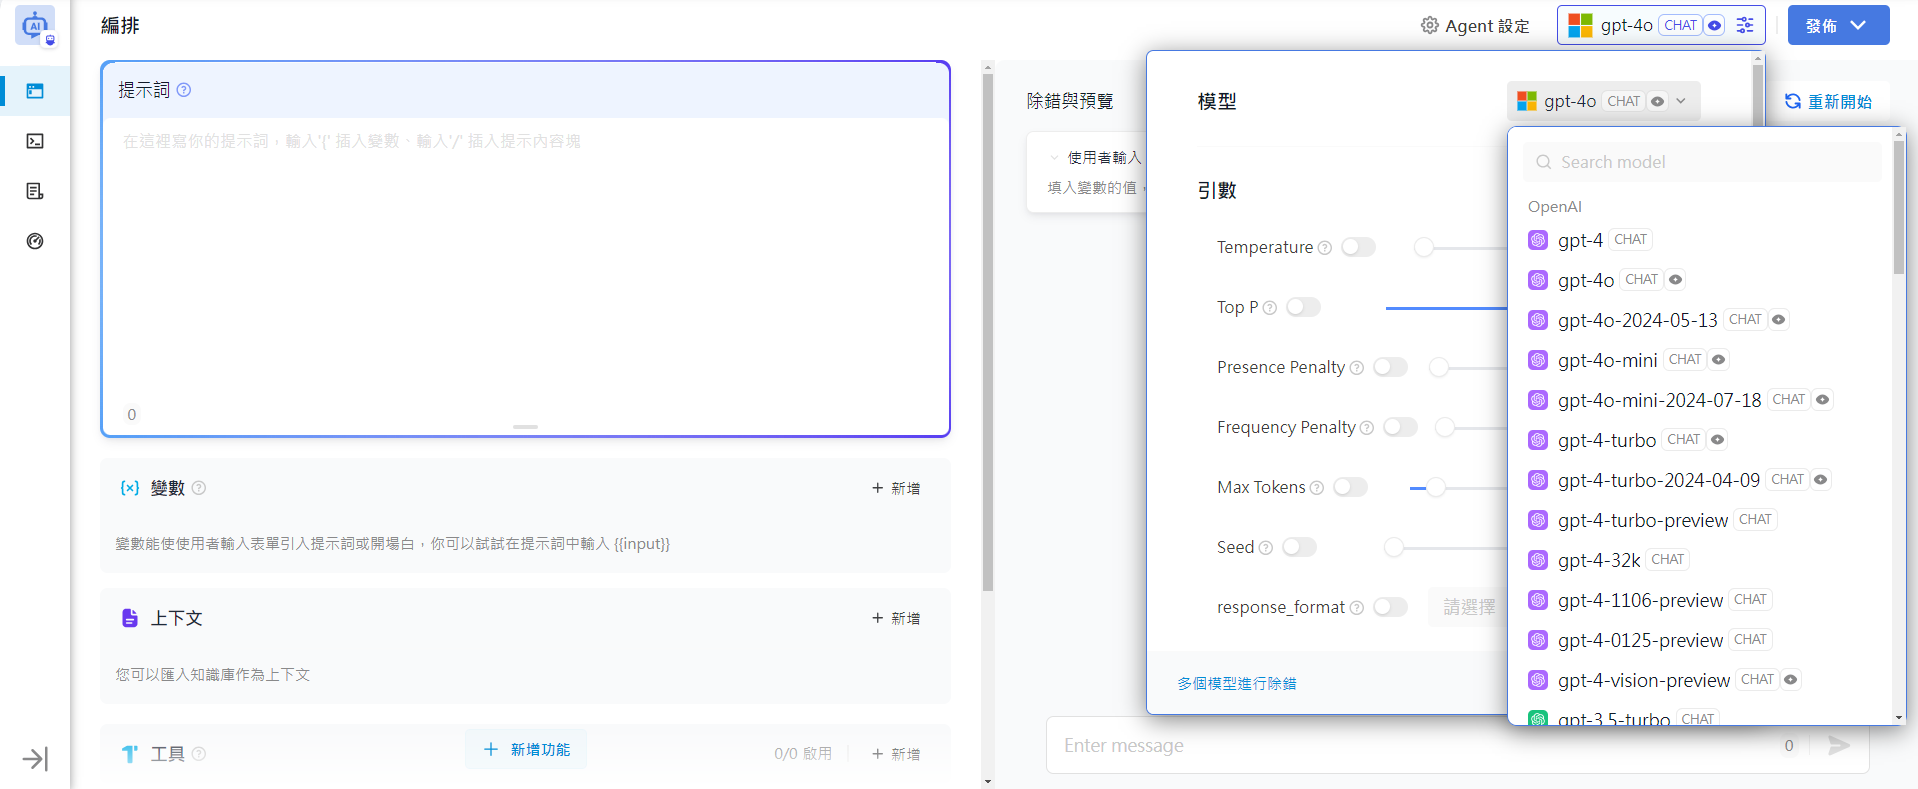 AI
編排
Agent 設定
gpt-4o CHAT
發佈
提示詞
在這裡寫你的提示詞，輸入'{' 插入變數、輸入'/' 插入提示內容塊
0
變數
+ 新增
變數能使使用者輸入表單引入提示詞或開場白，你可以試試在提示詞中輸入 {{input}}
上下文
+ 新增
您可以匯入知識庫作為上下文
工具
+ 新增功能
0/0 啟用
+ 新增
除錯與預覽
重新開始
使用者輸入
填入變數的值，
模型
gpt-4o CHAT
引數
Temperature
Top P
Presence Penalty
Frequency Penalty
Max Tokens
Seed
response_format
請選擇
多個模型進行除錯
Search model
OpenAI
gpt-4 CHAT
gpt-4o CHAT
gpt-4o-2024-05-13 CHAT
gpt-4o-mini CHAT
gpt-4o-mini-2024-07-18 CHAT
gpt-4-turbo CHAT
gpt-4-turbo-2024-04-09 CHAT
gpt-4-turbo-preview CHAT
gpt-4-32k CHAT
gpt-4-1106-preview CHAT
gpt-4-0125-preview CHAT
gpt-4-vision-preview CHAT
gpt-3.5-turbo CHAT
Enter message
0